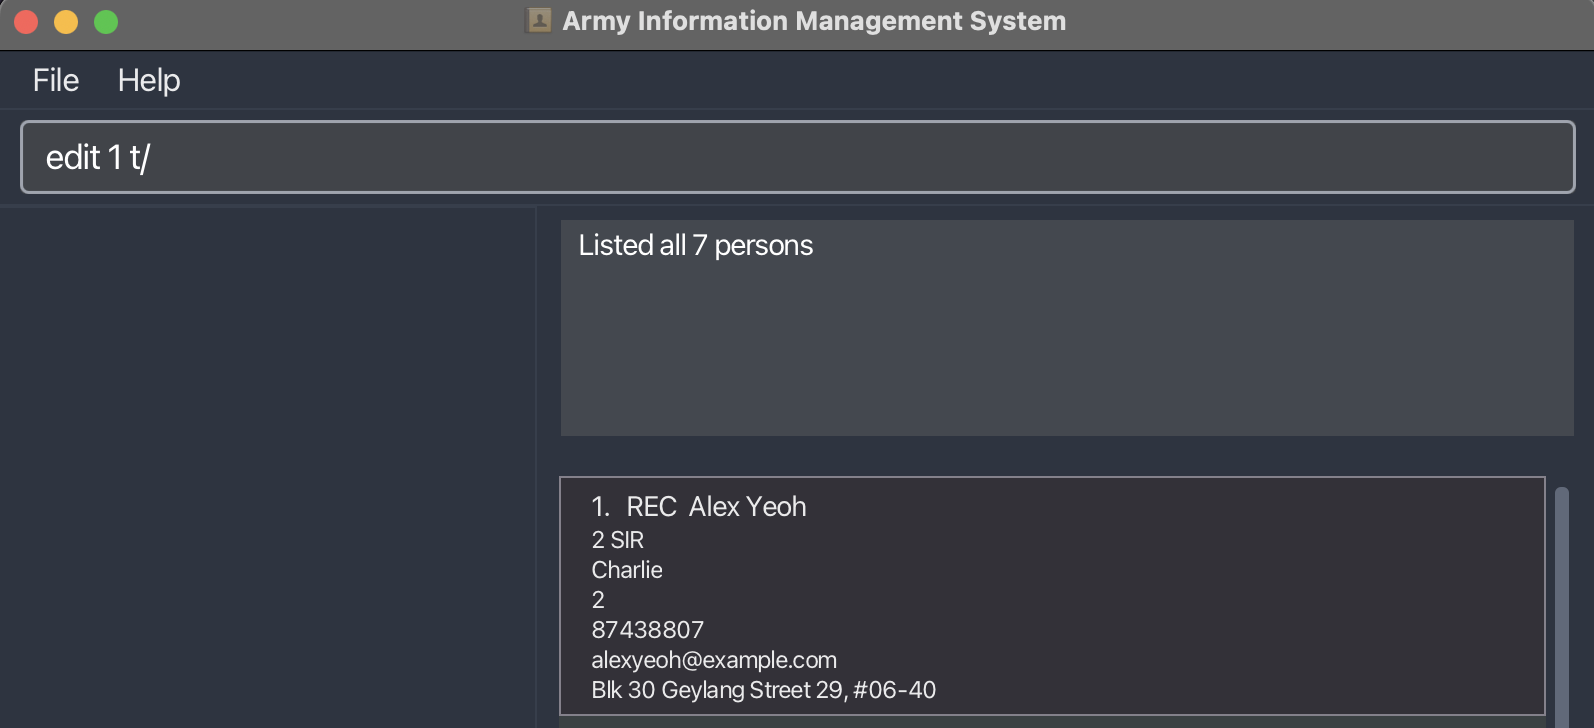 Army Information Management System
File Help
edit 1 t/
Listed all 7 persons
1. REC Alex Yeoh
2 SIR
Charlie
2
87438807
alexyeoh@example.com
Blk 30 Geylang Street 29, #06-40